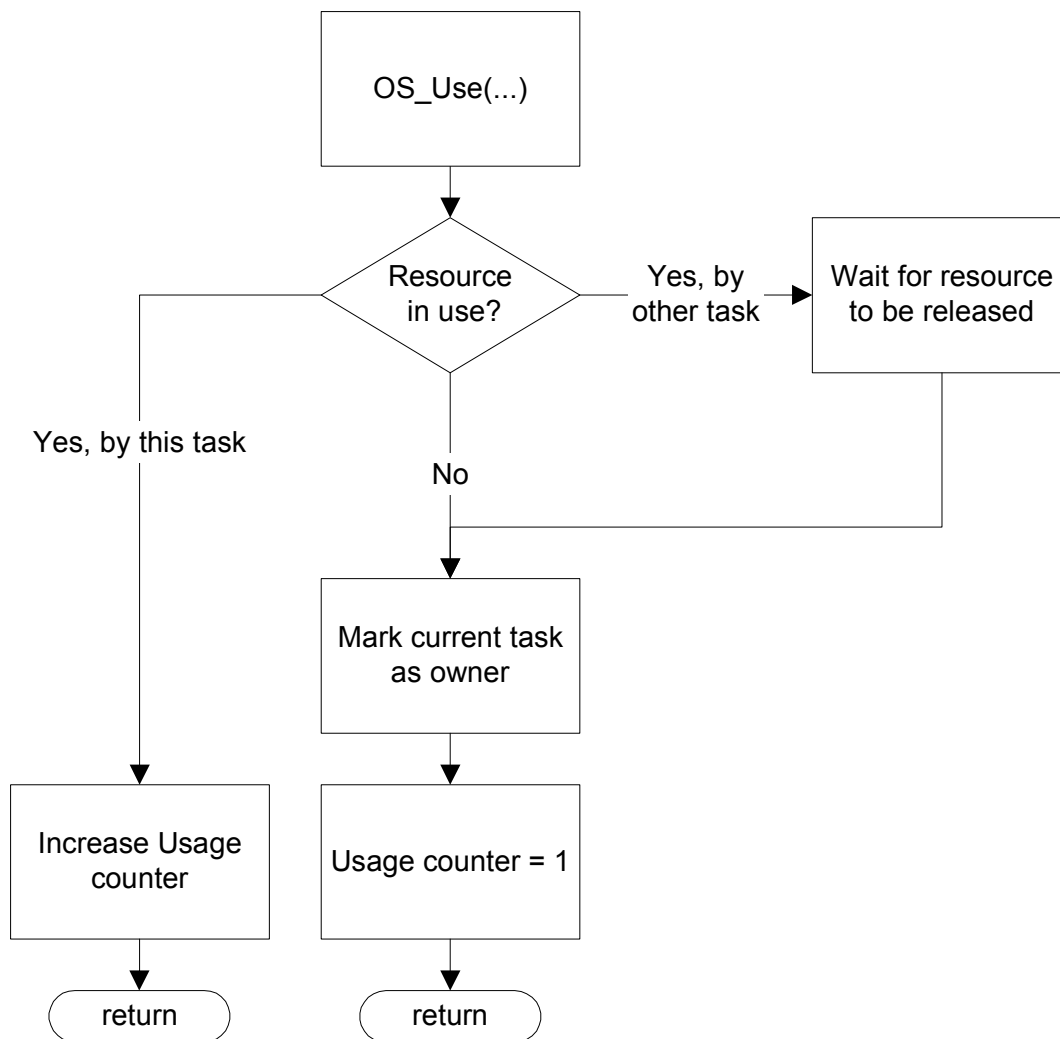 OS_Use(...)
Resource
in use?
Yes, by
other task
Wait for resource
to be released
Yes, by this task
No
Mark current task
as owner
Increase Usage
counter
Usage counter = 1
return
return